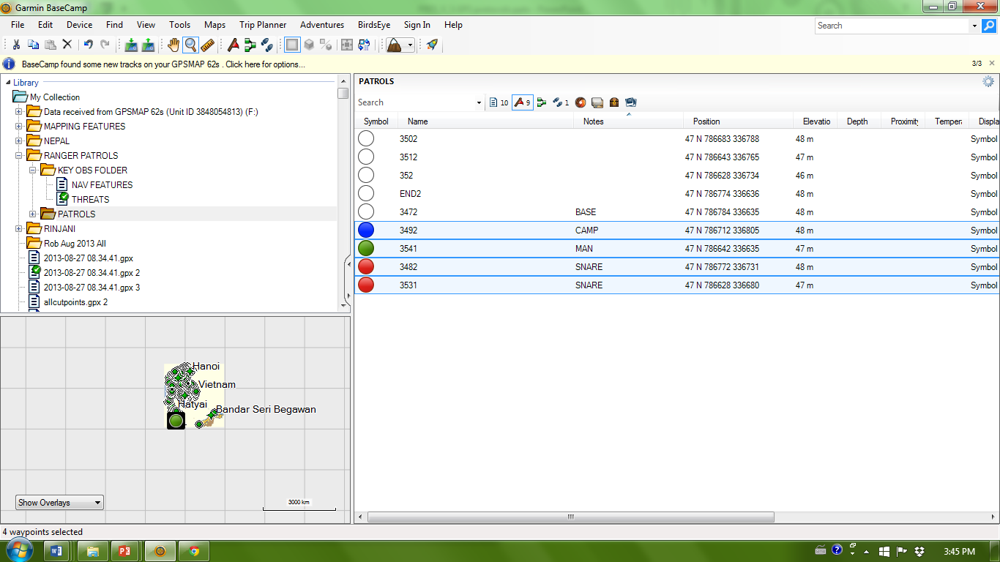 Garmin BaseCamp
File Edit Device Find View Tools Maps Trip Planner Adventures BirdsEye Sign In Help
Search
BaseCamp found some new tracks on your GPSMAP 62s . Click here for options...
3/3
Library
My Collection
Data received from GPSMAP 62s (Unit ID 3848054813) (F:)
MAPPING FEATURES
NEPAL
RANGER PATROLS
KEY OBS FOLDER
NAV FEATURES
THREATS
PATROLS
RINJANI
Rob Aug 2013 All
2013-08-27 08.34.41.gpx
2013-08-27 08.34.41.gpx 2
2013-08-27 08.34.41.gpx 3
allcutpoints.gpx 2
Hanoi
Vietnam
Hatyai
Bandar Seri Begawan
Show Overlays
3000 km
PATROLS
Search 10 9 1
Symbol Name Notes Position Elevatio Depth Proximity Tempera Displa
3502 47 N 786683 336788 48 m Symbol
3512 47 N 786643 336765 47 m Symbol
352 47 N 786628 336734 46 m Symbol
END2 47 N 786774 336636 48 m Symbol
3472 BASE 47 N 786784 336635 48 m Symbol
3492 CAMP 47 N 786712 336805 48 m Symbol
3541 MAN 47 N 786642 336635 47 m Symbol
3482 SNARE 47 N 786772 336731 48 m Symbol
3531 SNARE 47 N 786628 336680 47 m Symbol
4 waypoints selected
3:45 PM